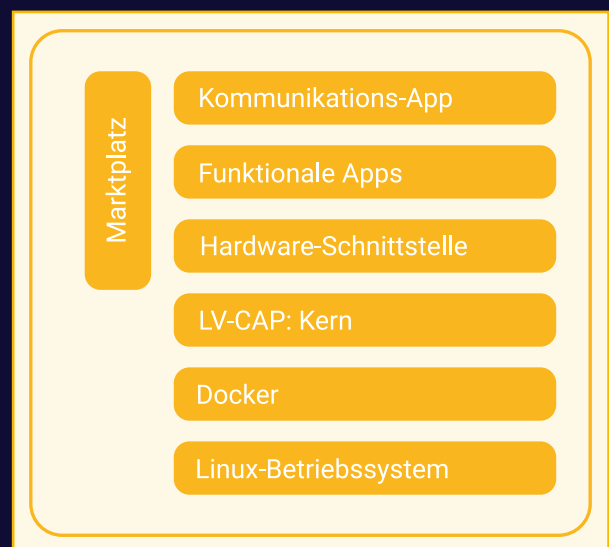 Marktplatz
Kommunikations-App
Funktionale Apps
Hardware-Schnittstelle
LV-CAP: Kern
Docker
Linux-Betriebssystem